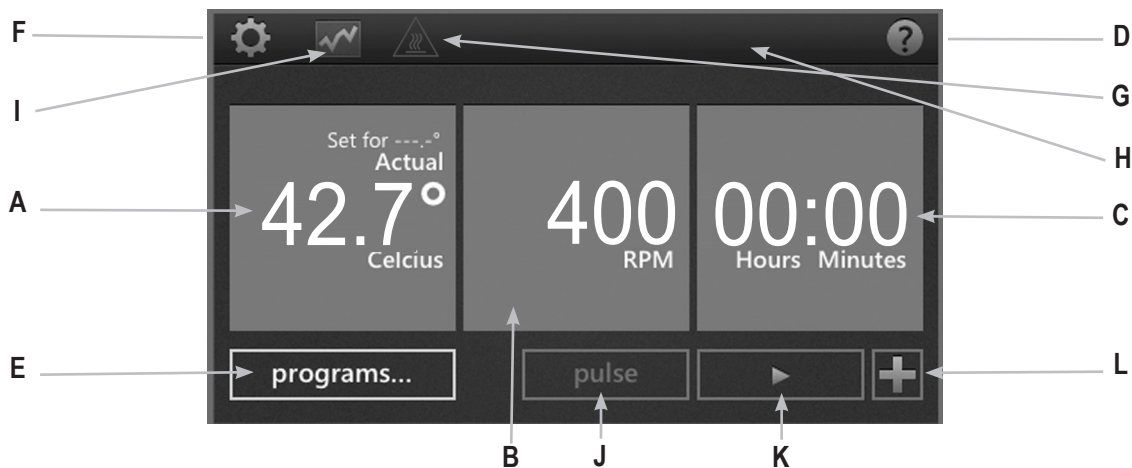 F
D
I
G
H
A
C
E
L
B
J
K
?
Set for ---.-°
Actual
42.7°
Celcius
400
RPM
00:00
Hours Minutes
programs...
pulse